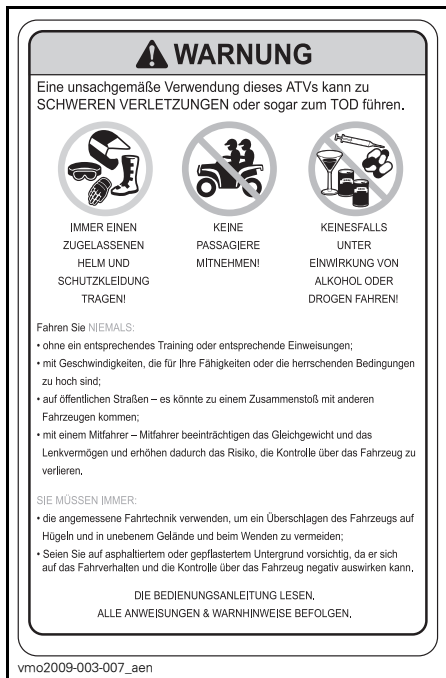 WARNUNG
Eine unsachgemäße Verwendung dieses ATVs kann zu
SCHWEREN VERLETZUNGEN oder sogar zum TOD führen.
IMMER EINEN
ZUGELASSENEN
HELM UND
SCHUTZKLEIDUNG
TRAGEN!
KEINE
PASSAGIERE
MITNEHMEN!
KEINESFALLS
UNTER
EINWIRKUNG VON
ALKOHOL ODER
DROGEN FAHREN!
Fahren Sie NIEMALS:
• ohne ein entsprechendes Training oder entsprechende Einweisungen;
• mit Geschwindigkeiten, die für Ihre Fähigkeiten oder die herrschenden Bedingungen
zu hoch sind;
• auf öffentlichen Straßen – es könnte zu einem Zusammenstoß mit anderen
Fahrzeugen kommen;
• mit einem Mitfahrer – Mitfahrer beeinträchtigen das Gleichgewicht und das
Lenkvermögen und erhöhen dadurch das Risiko, die Kontrolle über das Fahrzeug zu
verlieren.
SIE MÜSSEN IMMER:
• die angemessene Fahrtechnik verwenden, um ein Überschlagen des Fahrzeugs auf
Hügeln und in unebenem Gelände und beim Wenden zu vermeiden;
• Seien Sie auf asphaltiertem oder gepflastertem Untergrund vorsichtig, da er sich
auf das Fahrverhalten und die Kontrolle über das Fahrzeug negativ auswirken kann.
DIE BEDIENUNGSANLEITUNG LESEN.
ALLE ANWEISUNGEN & WARNHINWEISE BEFOLGEN.
vmo2009-003-007_aen